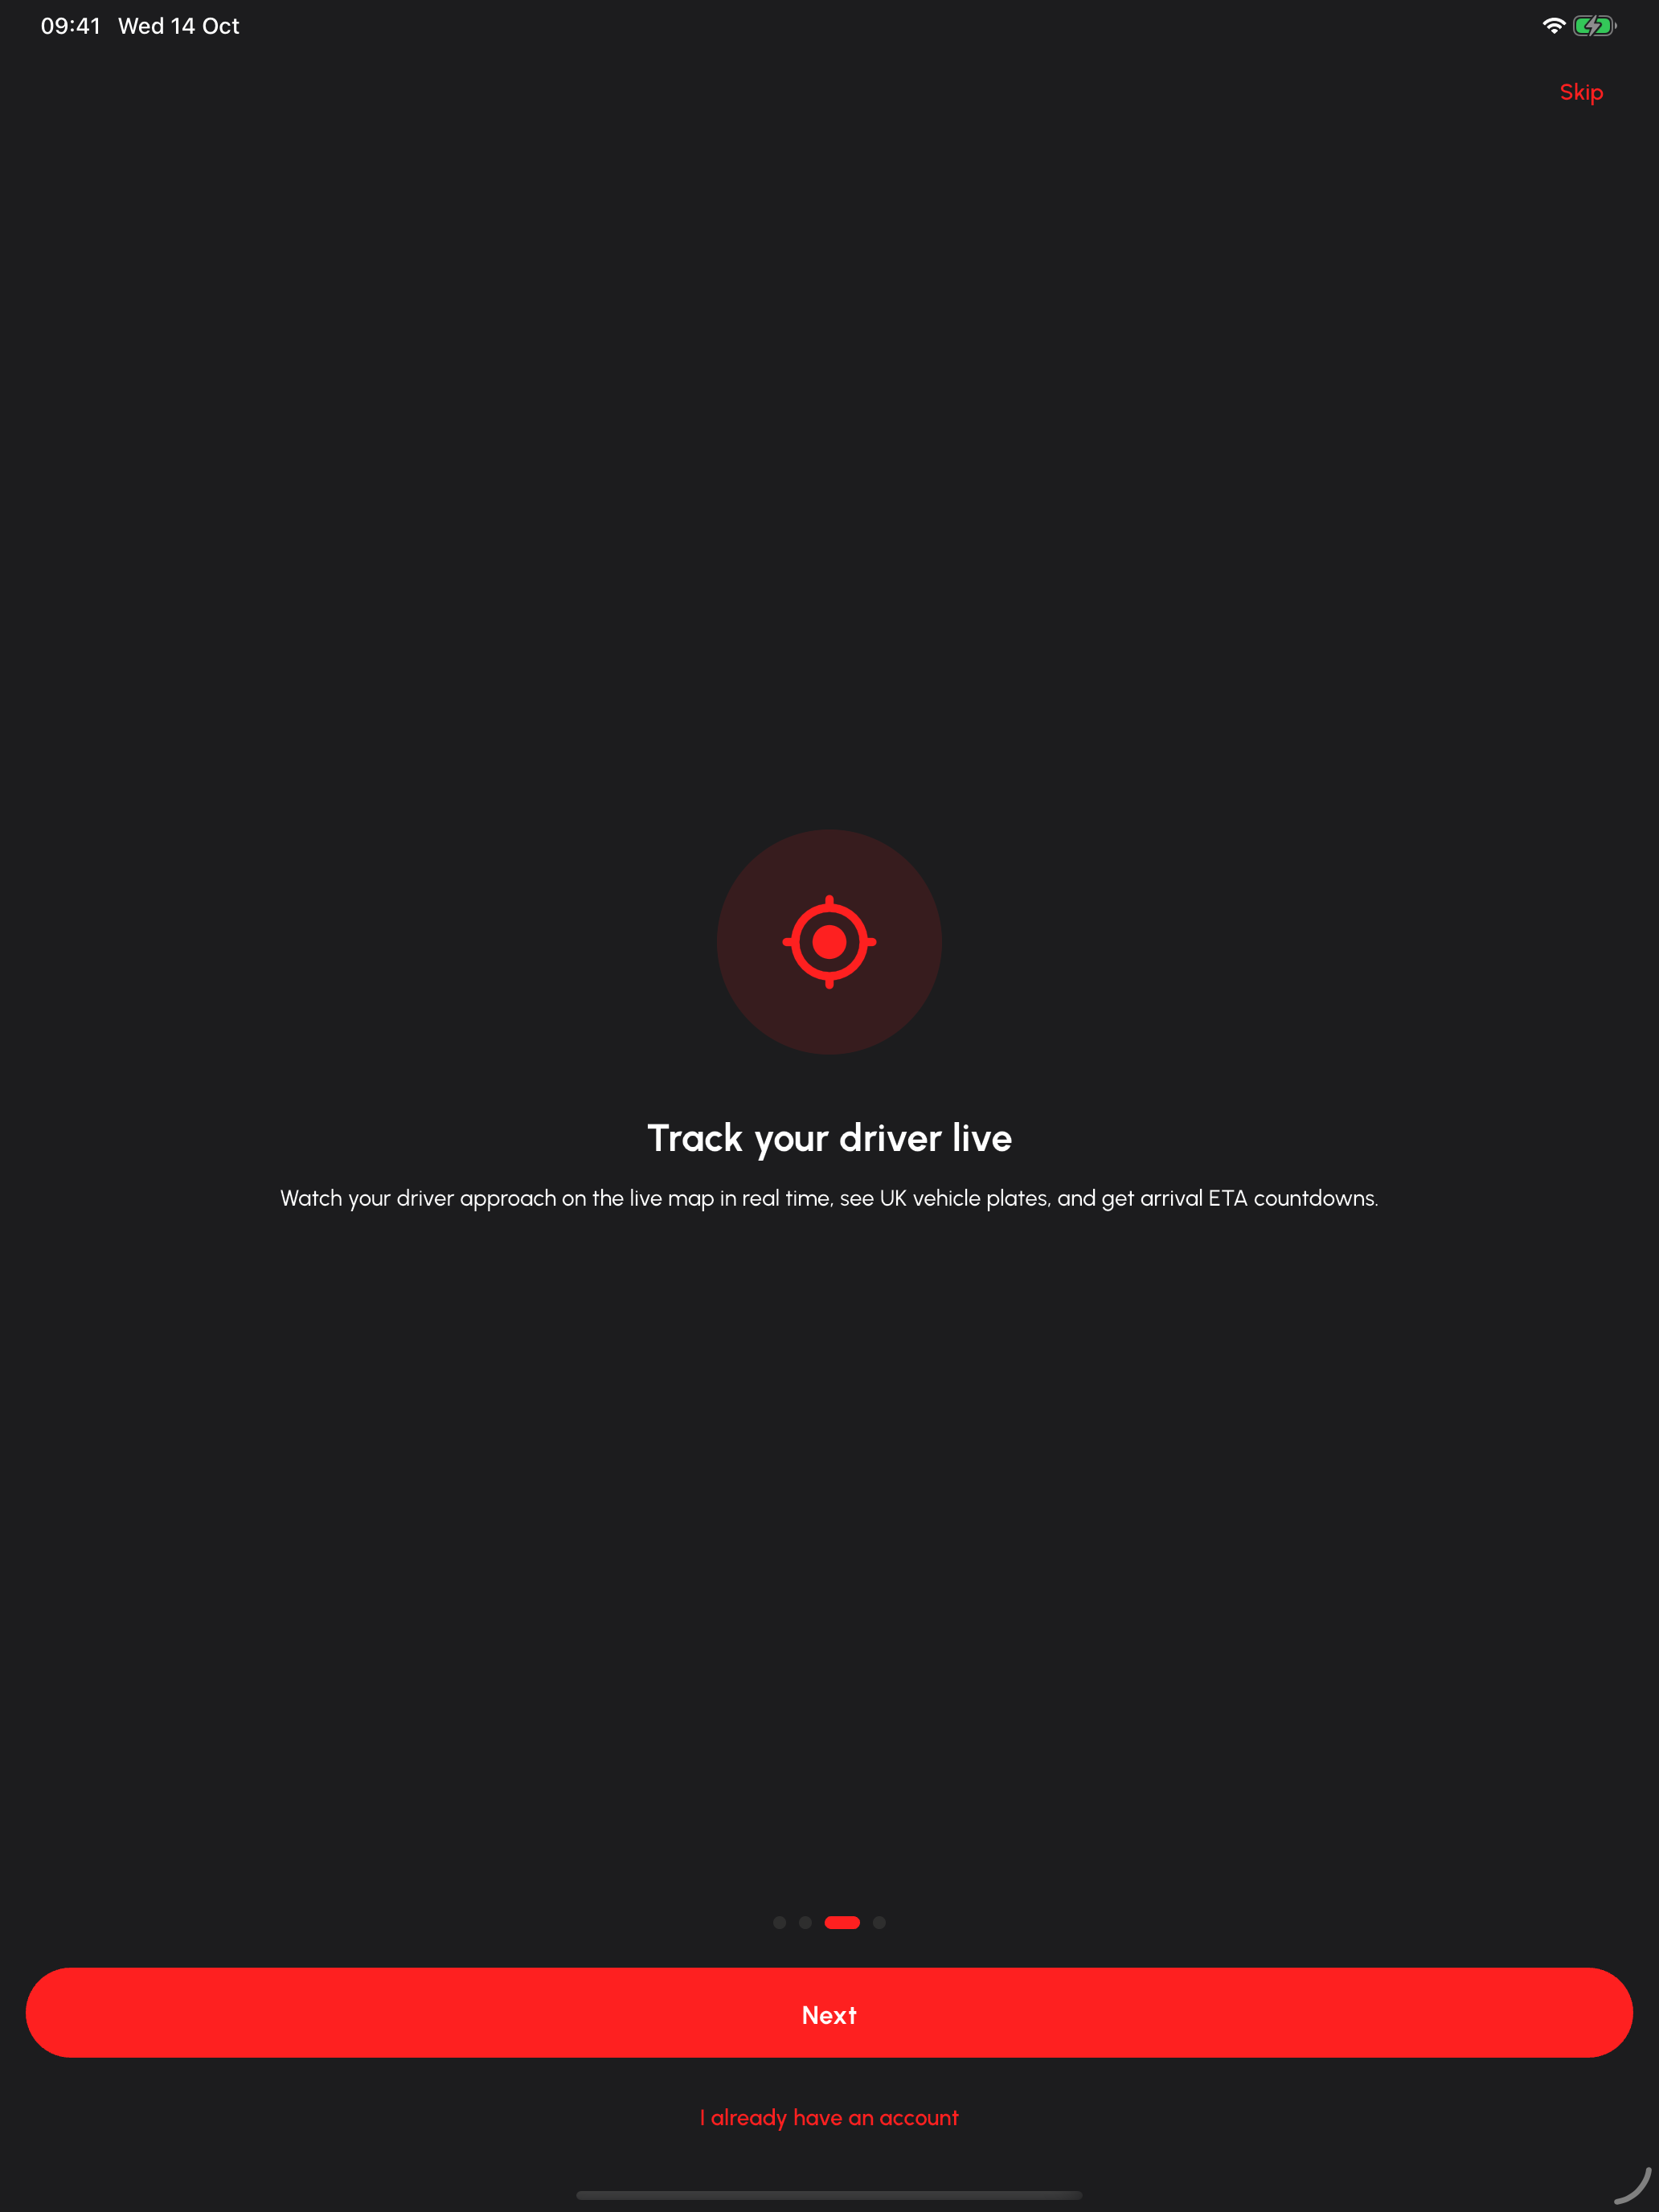 09:41 Wed 14 Oct
Skip
Track your driver live
Watch your driver approach on the live map in real time, see UK vehicle plates, and get arrival ETA countdowns.
Next
I already have an account